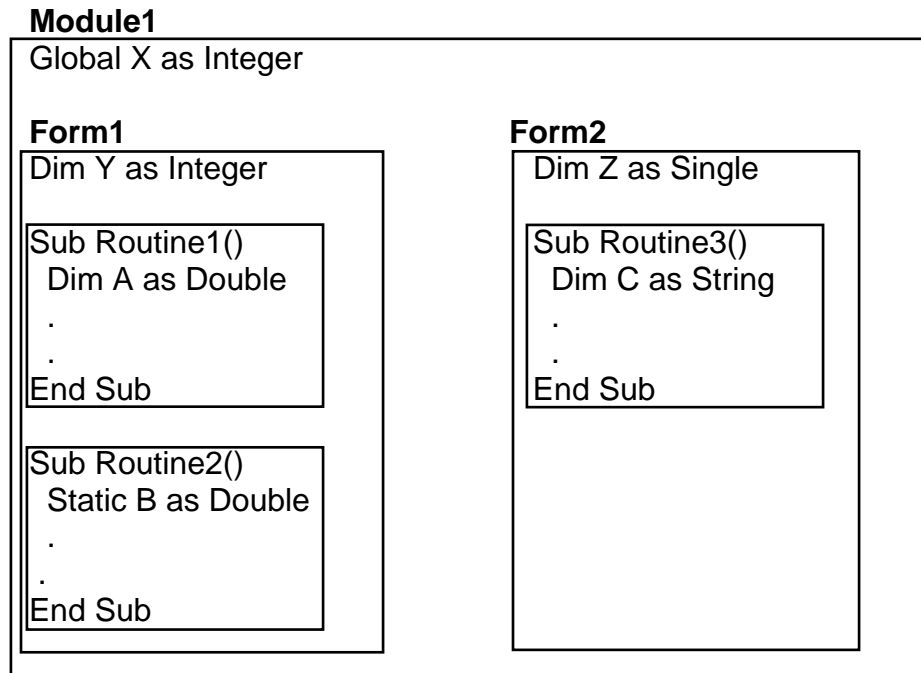 Module1
Global X as Integer
Form1
Dim Y as Integer
Sub Routine1()
Dim A as Double
.
.
End Sub
Sub Routine2()
Static B as Double
.
.
End Sub
Form2
Dim Z as Single
Sub Routine3()
Dim C as String
.
.
End Sub